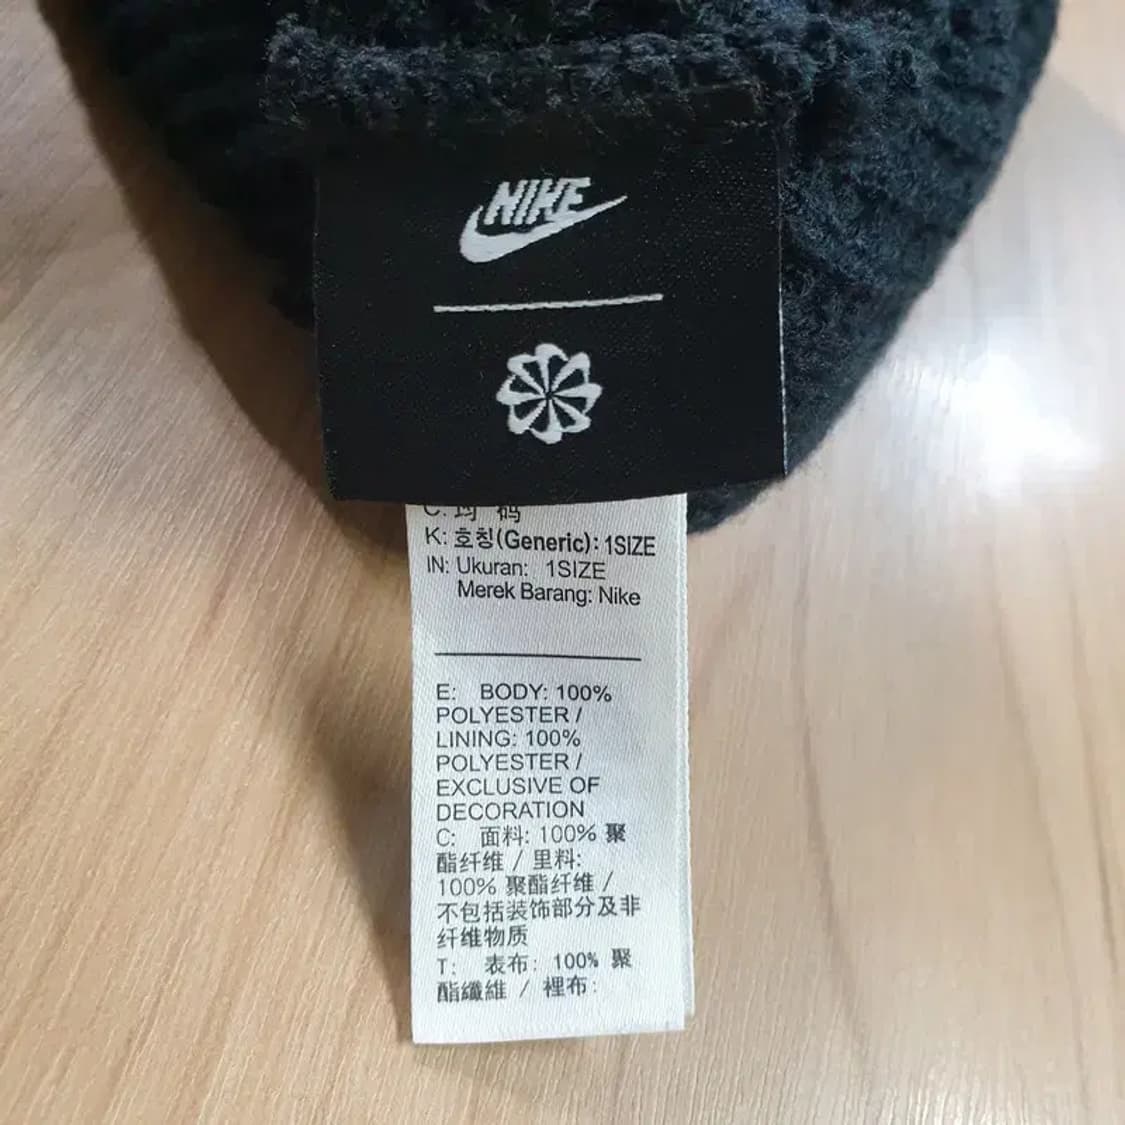 NIKE
C: 均 码
K: 호칭(Generic): 1SIZE
IN: Ukuran: 1SIZE
Merek Barang: Nike
E: BODY: 100%
POLYESTER /
LINING: 100%
POLYESTER /
EXCLUSIVE OF
DECORATION
C: 面料: 100% 聚
酯纤维 / 里料:
100% 聚酯纤维 /
不包括装饰部分及非
纤维物质
T: 表布: 100% 聚
酯纖維 / 裡布: